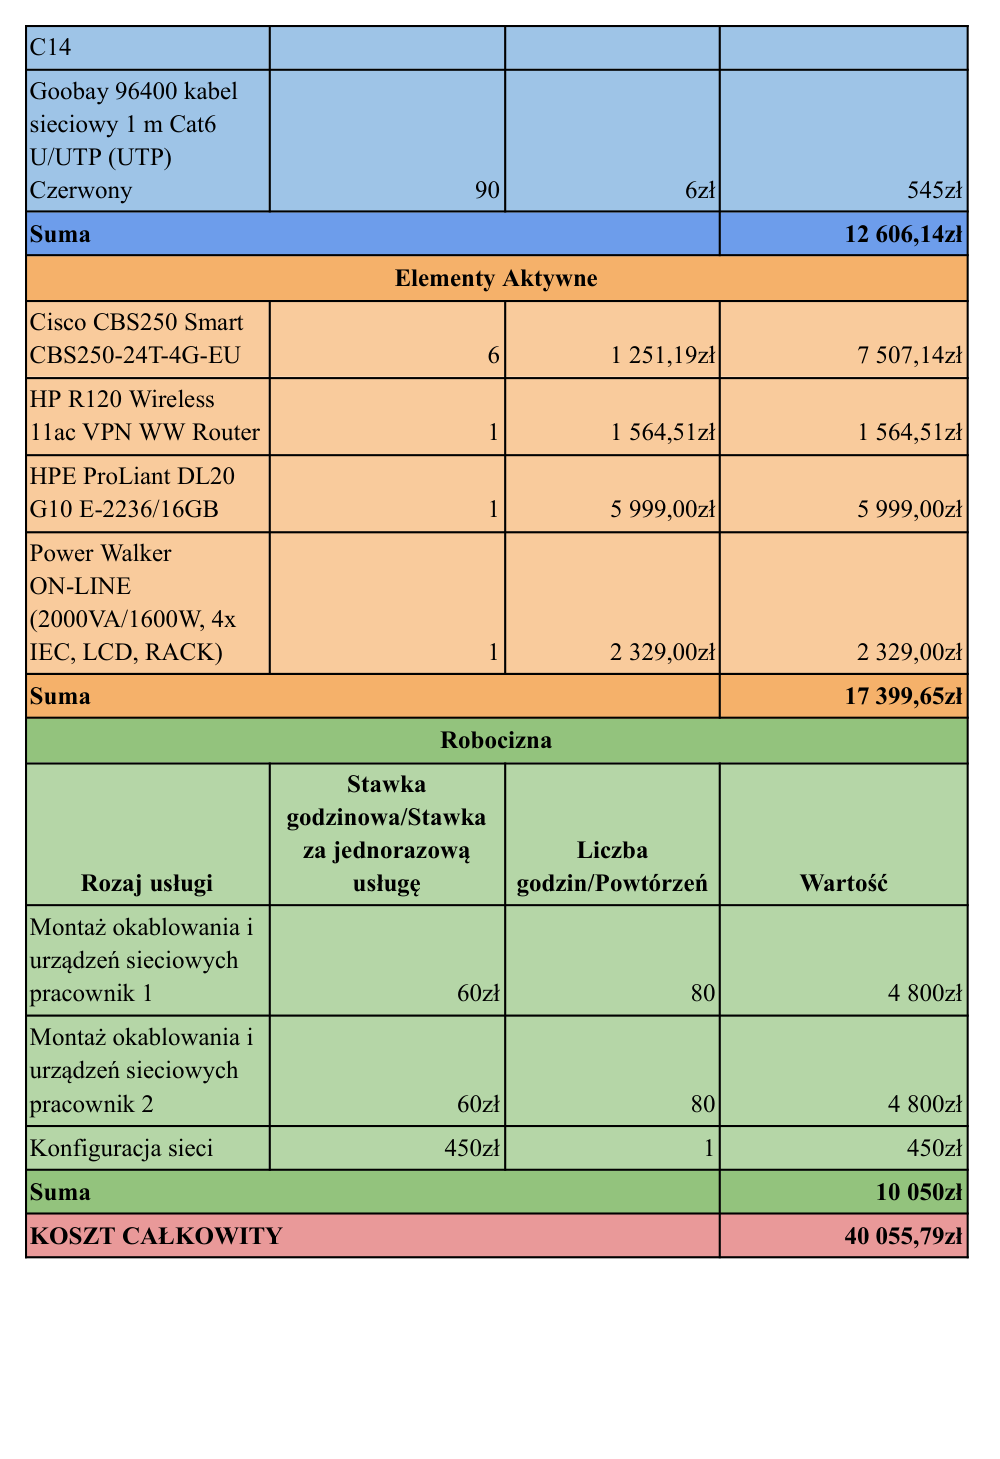 C14
Goobay 96400 kabel
sieciowy 1 m Cat6
U/UTP (UTP)
Czerwony 90 6zł 545zł
Suma 12 606,14zł
Elementy Aktywne
Cisco CBS250 Smart
CBS250-24T-4G-EU 6 1 251,19zł 7 507,14zł
HP R120 Wireless
11ac VPN WW Router 1 1 564,51zł 1 564,51zł
HPE ProLiant DL20
G10 E-2236/16GB 1 5 999,00zł 5 999,00zł
Power Walker
ON-LINE
(2000VA/1600W, 4x
IEC, LCD, RACK) 1 2 329,00zł 2 329,00zł
Suma 17 399,65zł
Robocizna
Rozaj usługi
Stawka
godzinowa/Stawka
za jednorazową
usługę
Liczba
godzin/Powtórzeń
Wartość
Montaż okablowania i
urządzeń sieciowych
pracownik 1 60zł 80 4 800zł
Montaż okablowania i
urządzeń sieciowych
pracownik 2 60zł 80 4 800zł
Konfiguracja sieci 450zł 1 450zł
Suma 10 050zł
KOSZT CAŁKOWITY 40 055,79zł